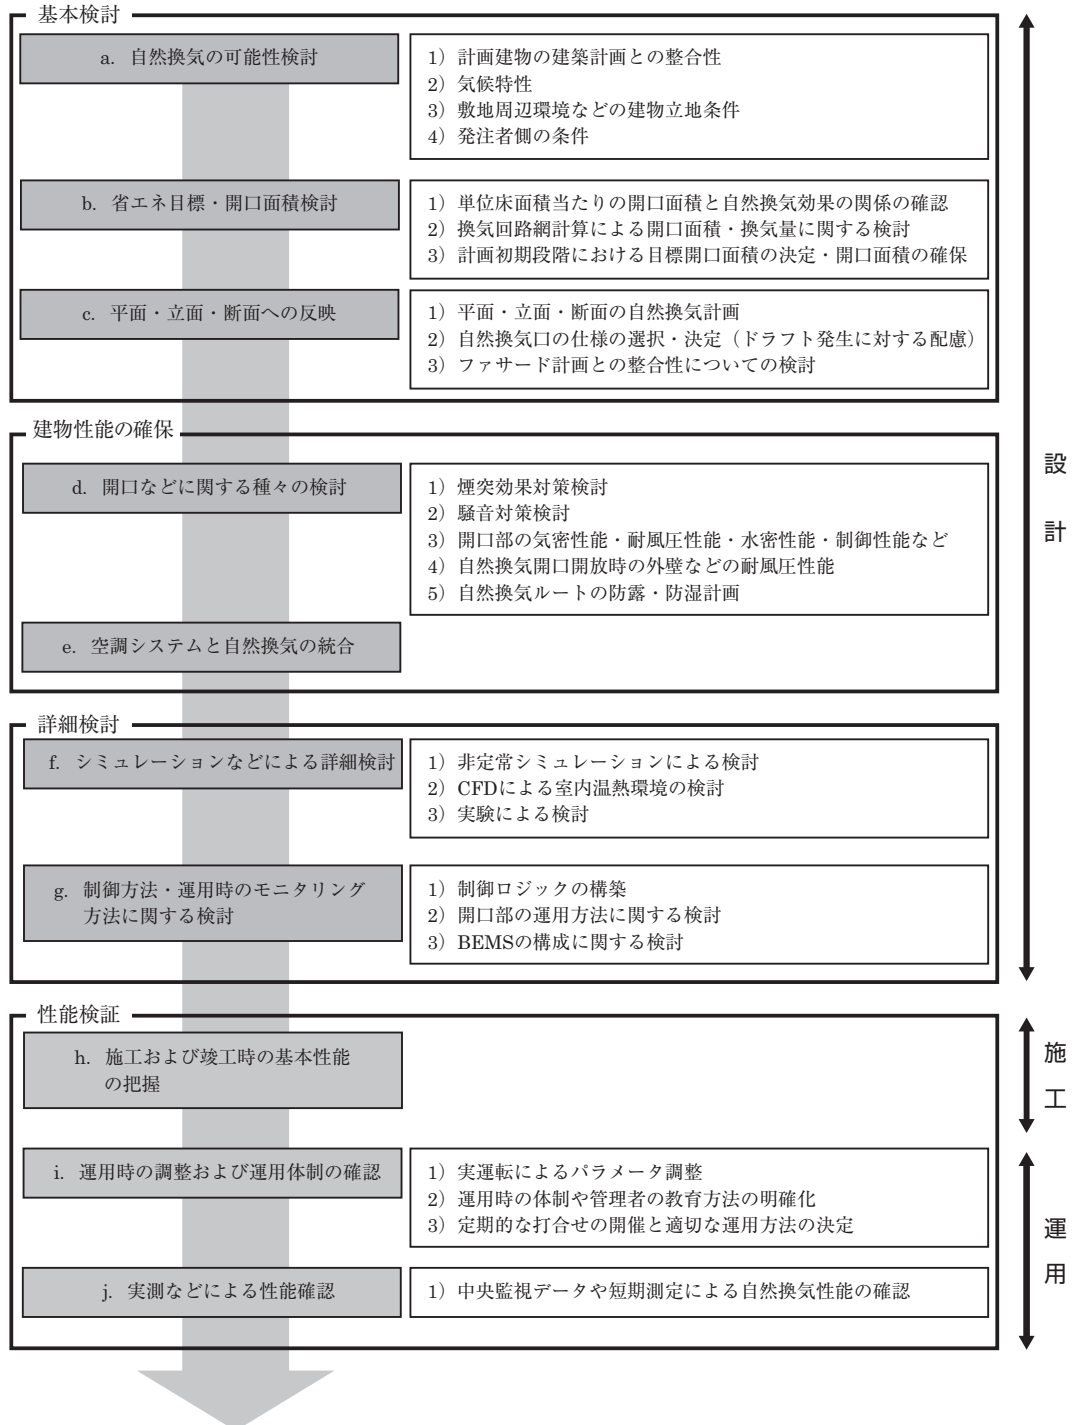 基本検討
a. 自然換気の可能性検討
1）計画建物の建築計画との整合性
2）気候特性
3）敷地周辺環境などの建物立地条件
4）発注者側の条件
b. 省エネ目標・開口面積検討
1）単位床面積当たりの開口面積と自然換気効果の関係の確認
2）換気回路網計算による開口面積・換気量に関する検討
3）計画初期段階における目標開口面積の決定・開口面積の確保
c. 平面・立面・断面への反映
1）平面・立面・断面の自然換気計画
2）自然換気口の仕様の選択・決定（ドラフト発生に対する配慮）
3）ファサード計画との整合性についての検討
建物性能の確保
d. 開口などに関する種々の検討
1）煙突効果対策検討
2）騒音対策検討
3）開口部の気密性能・耐風圧性能・水密性能・制御性能など
4）自然換気開口開放時の外壁などの耐風圧性能
5）自然換気ルートの防露・防湿計画
e. 空調システムと自然換気の統合
詳細検討
f. シミュレーションなどによる詳細検討
1）非定常シミュレーションによる検討
2）CFDによる室内温熱環境の検討
3）実験による検討
g. 制御方法・運用時のモニタリング
方法に関する検討
1）制御ロジックの構築
2）開口部の運用方法に関する検討
3）BEMSの構成に関する検討
設計
性能検証
h. 施工および竣工時の基本性能
の把握
施工
i. 運用時の調整および運用体制の確認
1）実運転によるパラメータ調整
2）運用時の体制や管理者の教育方法の明確化
3）定期的な打合せの開催と適切な運用方法の決定
j. 実測などによる性能確認
1）中央監視データや短期測定による自然換気性能の確認
運用